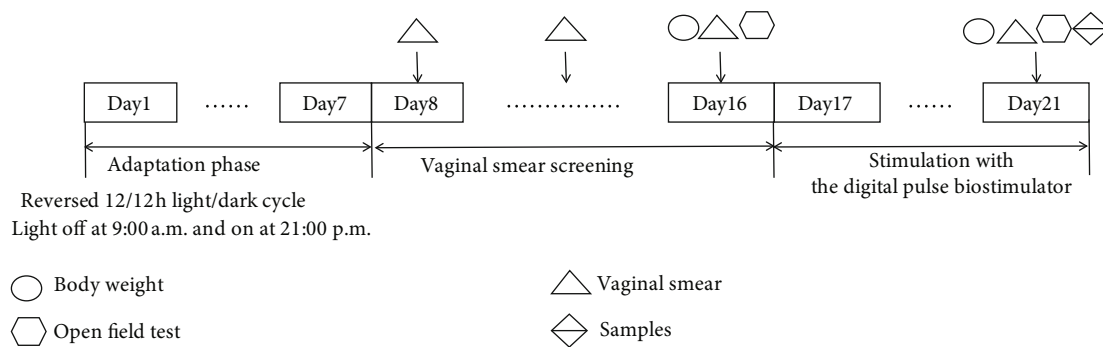 Day1 ...... Day7 Day8 .................... Day16 Day17 ...... Day21
Adaptation phase
Vaginal smear screening
Stimulation with
the digital pulse biostimulator
Reversed 12/12h light/dark cycle
Light off at 9:00 a.m. and on at 21:00 p.m.
Body weight
Vaginal smear
Open field test
Samples